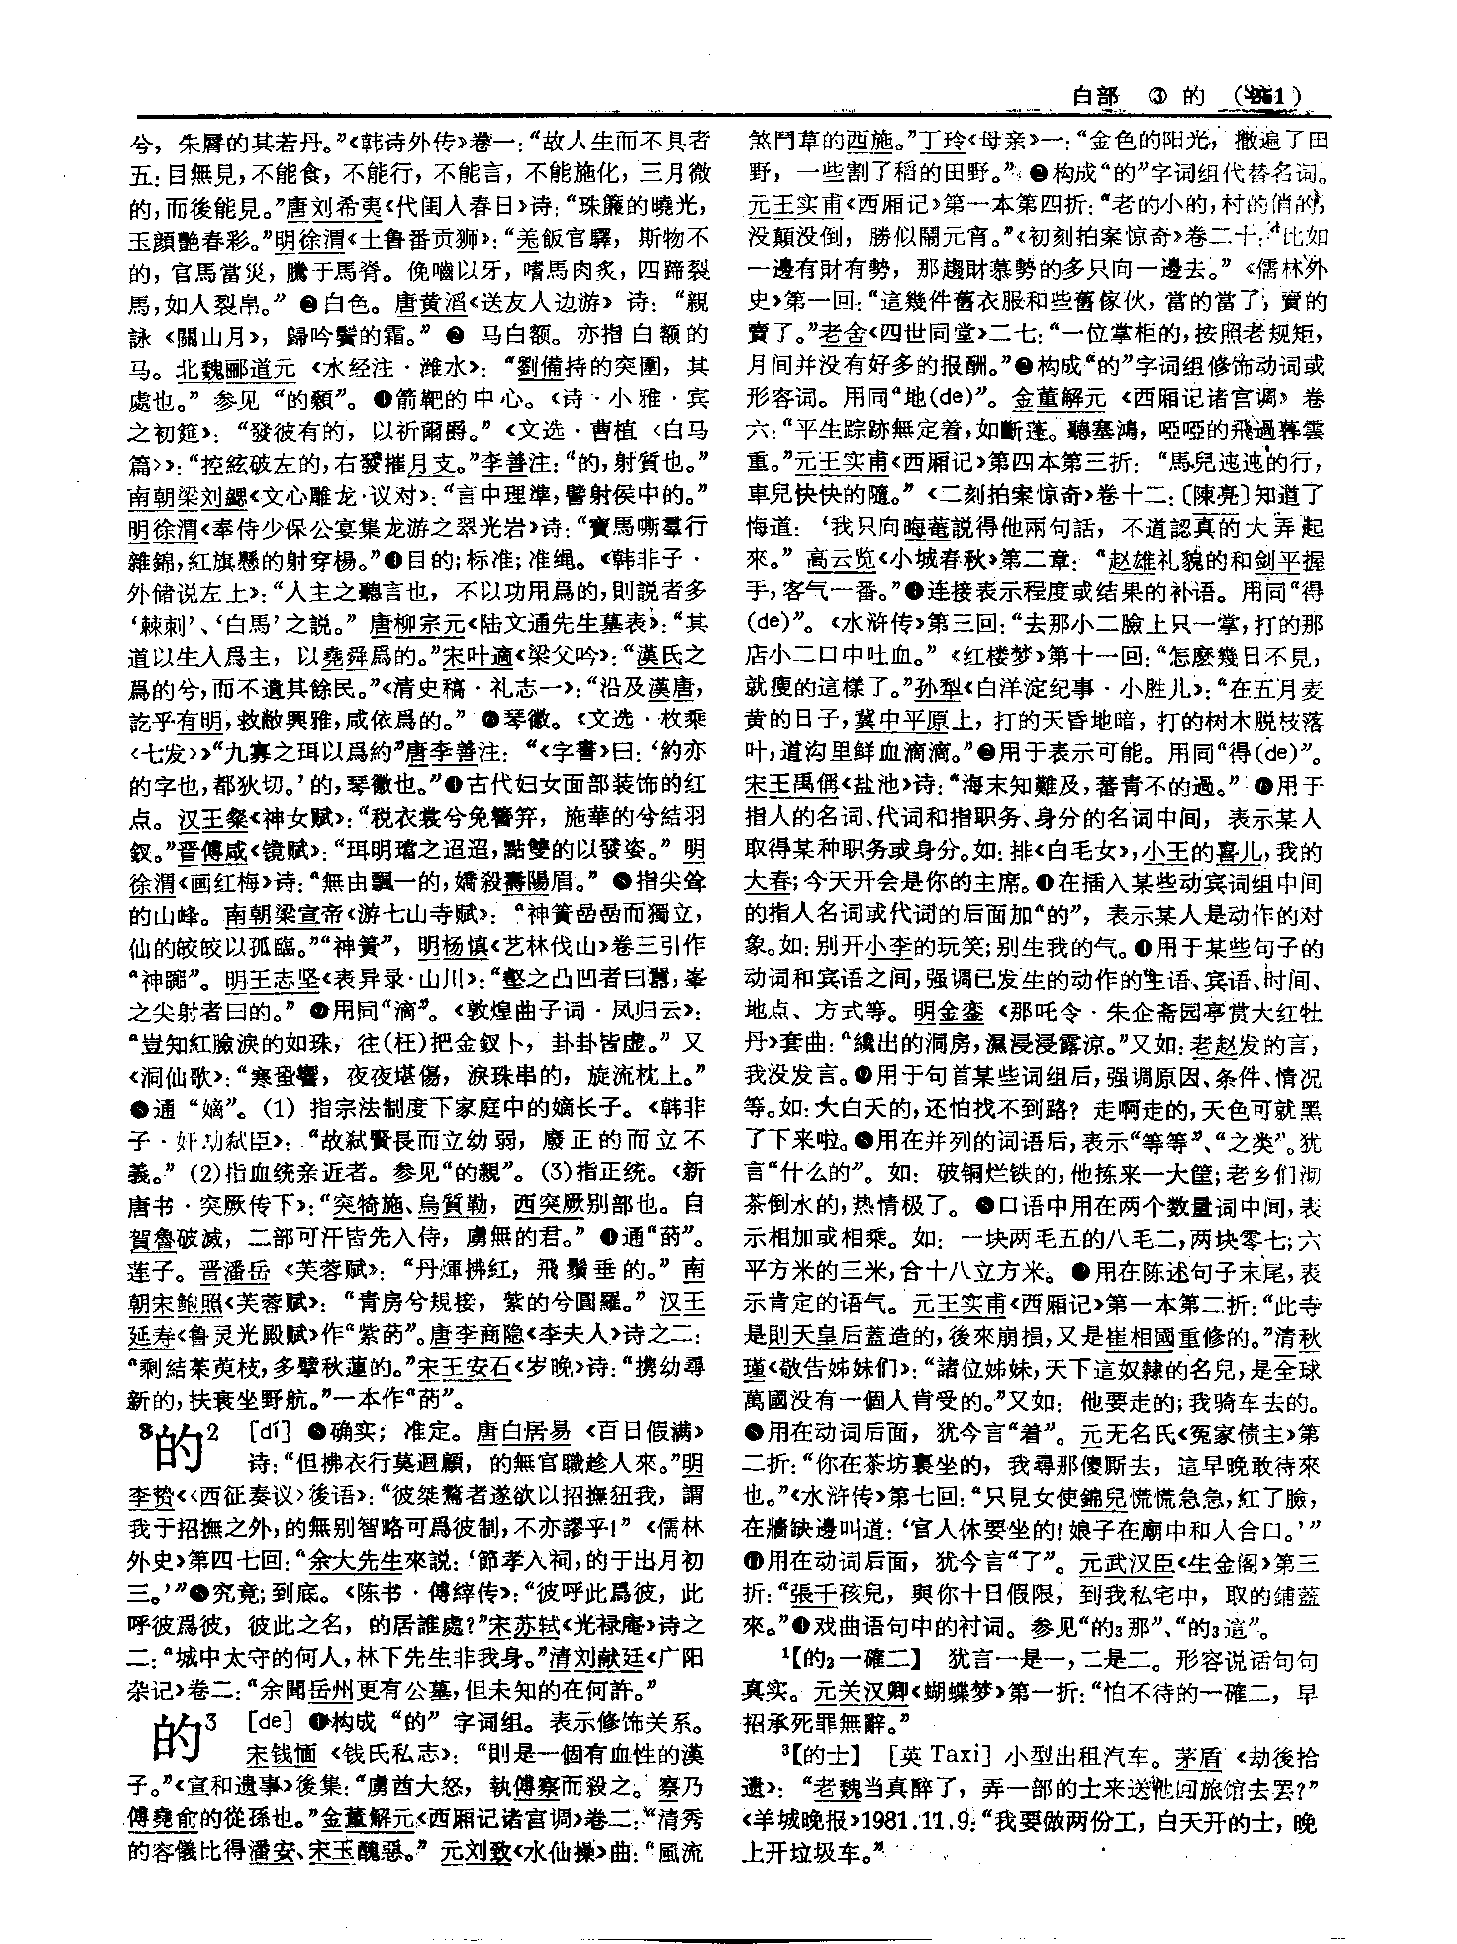 白部 ③ 的 (251)
兮，朱脣的其若丹。”《韩诗外传》卷一：“故人生而不具者
五：目無見，不能食，不能行，不能言，不能施化，三月微
的，而後能見。”唐刘希夷《代闺人春日》诗：“珠簾的曉光，
玉顔艷春彩。”明徐渭《土鲁番贡狮》：“羌飯官驛，斯物不
的，官馬當災，騰于馬脊。俛嚙以牙，嗜馬肉炙，四蹄裂
馬，如人裂帛。” ❷白色。唐黄滔《送友人边游》诗：“親
詠《關山月》，歸吟鬢的霜。” ❸ 马白额。亦指白额的
马。北魏郦道元《水经注·潍水》：“劉備持的突圍，其
處也。”参见“的顙”。❹箭靶的中心。《诗·小雅·宾
之初筵》：“發彼有的，以祈爾爵。”《文选·曹植〈白马
篇〉》：“控絃破左的，右發摧月支。”李善注：“的，射質也。”
南朝梁刘勰《文心雕龙·议对》：“言中理準，譬射侯中的。”
明徐渭《奉侍少保公宴集龙游之翠光岩》诗：“寶馬嘶羣行
雜錦，紅旗懸的射穿楊。”❺目的；标准；准绳。《韩非子·
外储说左上》：“人主之聽言也，不以功用爲的，則説者多
‘棘刺’、‘白馬’之説。”唐柳宗元《陆文通先生墓表》：“其
道以生人爲主，以堯舜爲的。”宋叶適《梁父吟》：“漢氏之
爲的兮，而不遺其餘民。”《清史稿·礼志一》：“沿及漢唐，
訖乎有明，救敝興雅，咸依爲的。” ❻琴徽。《文选·枚乘
〈七发〉》“九寡之珥以爲約”唐李善注：“《字書》曰：‘約亦
的字也，都狄切。’的，琴徽也。”❼古代妇女面部装饰的红
点。汉王粲《神女赋》：“税衣裳兮免簪笄，施華的兮結羽
釵。”晋傅咸《镜赋》：“珥明璫之迢迢，點雙的以發姿。”明
徐渭《画红梅》诗：“無由飄一的，嬌殺壽陽眉。” ❽指尖耸
的山峰。南朝梁宣帝《游七山寺赋》：“神簧嵒嵒而獨立，
仙的皎皎以孤臨。”“神簧”，明杨慎《艺林伐山》卷三引作
“神踠”。明王志坚《表异录·山川》：“壑之凸凹者曰㠢，峯
之尖射者曰的。” ❾用同“滴”。《敦煌曲子词·凤归云》：
“豈知紅臉淚的如珠，往(枉)把金釵卜，卦卦皆虚。”又
《洞仙歌》：“寒蛩響，夜夜堪傷，淚珠串的，旋流枕上。”
❿通“嫡”。(1) 指宗法制度下家庭中的嫡长子。《韩非
子·奸劫弑臣》：“故弑賢長而立幼弱，廢正的而立不
義。”(2)指血统亲近者。参见“的親”。(3)指正统。《新
唐书·突厥传下》：“突犄施、烏質勒，西突厥别部也。自
賀魯破滅，二部可汗皆先入侍，虜無的君。” ⓫通“菂”。
莲子。晋潘岳《芙蓉赋》：“丹煇拂紅，飛鬚垂的。”南
朝宋鲍照《芙蓉赋》：“青房兮規接，紫的兮圓羅。”汉王
延寿《鲁灵光殿赋》作“紫菂”。唐李商隐《李夫人》诗之二：
“剩結茱萸枝，多擘秋蓮的。”宋王安石《岁晚》诗：“携幼尋
新的，扶衰坐野航。”一本作“菂”。
³的² [dí] ❶确实；准定。唐白居易《百日假满》
诗：“但拂衣行莫迴顧，的無官職趁人來。”明
李贽《〈西征奏议〉後语》：“彼桀驁者遂欲以招撫狃我，謂
我于招撫之外，的無别智略可爲彼制，不亦謬乎！”《儒林
外史》第四七回：“余大先生來説：‘節孝入祠，的于出月初
三。’”❷究竟；到底。《陈书·傅縡传》：“彼呼此爲彼，此
呼彼爲彼，彼此之名，的居誰處？”宋苏轼《光禄庵》诗之
二：“城中太守的何人，林下先生非我身。”清刘献廷《广阳
杂记》卷二：“余聞岳州更有公墓，但未知的在何許。”
的³ [de] ❶构成“的”字词组。表示修饰关系。
宋钱愐《钱氏私志》：“則是一個有血性的漢
子。”《宣和遗事》後集：“虜酋大怒，執傅察而殺之。察乃
傅堯俞的從孫也。”金董解元《西厢记诸宫调》卷二：“清秀
的容儀比得潘安、宋玉醜惡。”元刘致《水仙操》曲：“風流
煞鬥草的西施。”丁玲《母亲》一：“金色的阳光，撒遍了田
野，一些割了稻的田野。” ❷构成“的”字词组代替名词。
元王实甫《西厢记》第一本第四折：“老的小的，村的俏的，
没顛没倒，勝似鬧元宵。”《初刻拍案惊奇》卷二十：“比如
一邊有財有勢，那趨財慕勢的多只向一邊去。”《儒林外
史》第一回：“這幾件舊衣服和些舊傢伙，當的當了，賣的
賣了。”老舍《四世同堂》二七：“一位掌柜的，按照老规矩，
月间并没有好多的报酬。”❸构成“的”字词组修饰动词或
形容词。用同“地(de)”。金董解元《西厢记诸宫调》卷
六：“平生踪跡無定着，如斷蓬。聽塞鴻，啞啞的飛過暮雲
重。”元王实甫《西厢记》第四本第三折：“馬兒迍迍的行，
車兒快快的隨。”《二刻拍案惊奇》卷十二：〔陳亮〕知道了
悔道：‘我只向晦菴説得他兩句話，不道認真的大弄起
來。” 高云览《小城春秋》第二章：“赵雄礼貌的和剑平握
手，客气一番。”❹连接表示程度或结果的补语。用同“得
(de)”。《水浒传》第三回：“去那小二臉上只一掌，打的那
店小二口中吐血。”《红楼梦》第十一回：“怎麽幾日不見，
就瘦的這樣了。”孙犁《白洋淀纪事·小胜儿》：“在五月麦
黄的日子，冀中平原上，打的天昏地暗，打的树木脱枝落
叶，道沟里鲜血滴滴。”❺用于表示可能。用同“得(de)”。
宋王禹偁《盐池》诗：“海末知難及，蕃青不的過。” ❻用于
指人的名词、代词和指职务、身分的名词中间，表示某人
取得某种职务或身分。如：排《白毛女》，小王的喜儿，我的
大春；今天开会是你的主席。❼在插入某些动宾词组中间
的指人名词或代词的后面加“的”，表示某人是动作的对
象。如：别开小李的玩笑；别生我的气。❽用于某些句子的
动词和宾语之间，强调已发生的动作的主语、宾语、时间、
地点、方式等。明金銮《那吒令·朱企斋园亭赏大红牡
丹》套曲：“纔出的洞房，濕浸浸露凉。”又如：老赵发的言，
我没发言。❾用于句首某些词组后，强调原因、条件、情况
等。如：大白天的，还怕找不到路？走啊走的，天色可就黑
了下来啦。❿用在并列的词语后，表示“等等”、“之类”。犹
言“什么的”。如：破铜烂铁的，他拣来一大筐；老乡们沏
茶倒水的，热情极了。⓫口语中用在两个数量词中间，表
示相加或相乘。如：一块两毛五的八毛二，两块零七；六
平方米的三米，合十八立方米。⓬用在陈述句子末尾，表
示肯定的语气。元王实甫《西厢记》第一本第二折：“此寺
是則天皇后蓋造的，後來崩損，又是崔相國重修的。”清秋
瑾《敬告姊妹们》：“諸位姊妹，天下這奴隸的名兒，是全球
萬國没有一個人肯受的。”又如：他要走的；我骑车去的。
⓭用在动词后面，犹今言“着”。元无名氏《冤家债主》第
二折：“你在茶坊裏坐的，我尋那傻厮去，這早晚敢待來
也。”《水浒传》第七回：“只見女使錦兒慌慌急急，紅了臉，
在牆缺邊叫道：‘官人休要坐的！娘子在廟中和人合口。’”
⓮用在动词后面，犹今言“了”。元武汉臣《生金阁》第三
折：“張千孩兒，與你十日假限，到我私宅中，取的鋪蓋
來。”⓯戏曲语句中的衬词。参见“的₃那”、“的₃這”。
¹【的₂一確二】 犹言一是一，二是二。形容说话句句
真实。元关汉卿《蝴蝶梦》第一折：“怕不待的一確二，早
招承死罪無辭。”
³【的士】 [英 Taxi] 小型出租汽车。茅盾《劫後拾
遗》：“老魏当真醉了，弄一部的士来送他回旅馆去罢？”
《羊城晚报》1981.11.9：“我要做两份工，白天开的士，晚
上开垃圾车。”